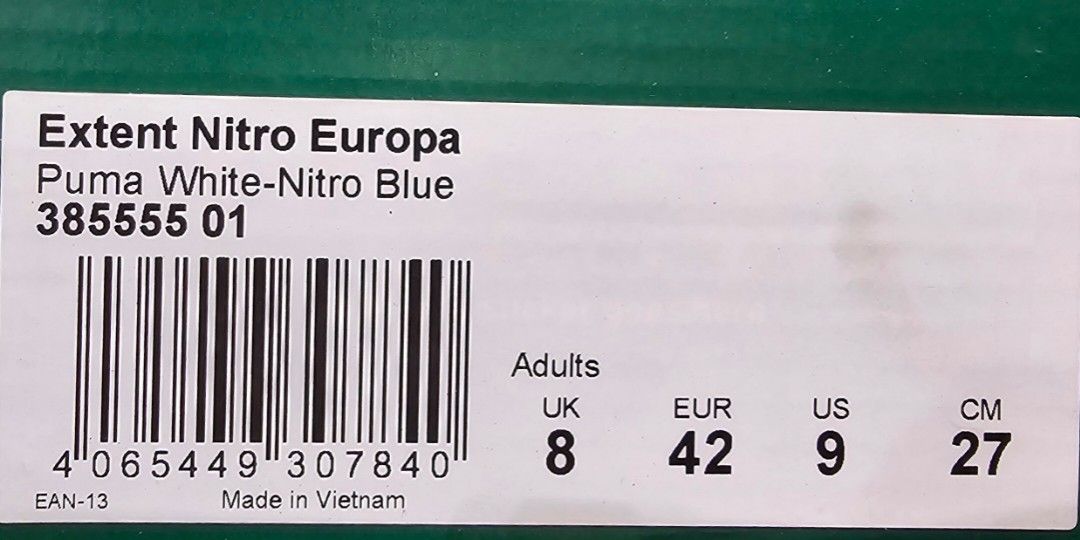 Extent Nitro Europa
Puma White-Nitro Blue
385555 01
Adults
UK EUR US CM
8 42 9 27
4 065449 307840
EAN-13 Made in Vietnam